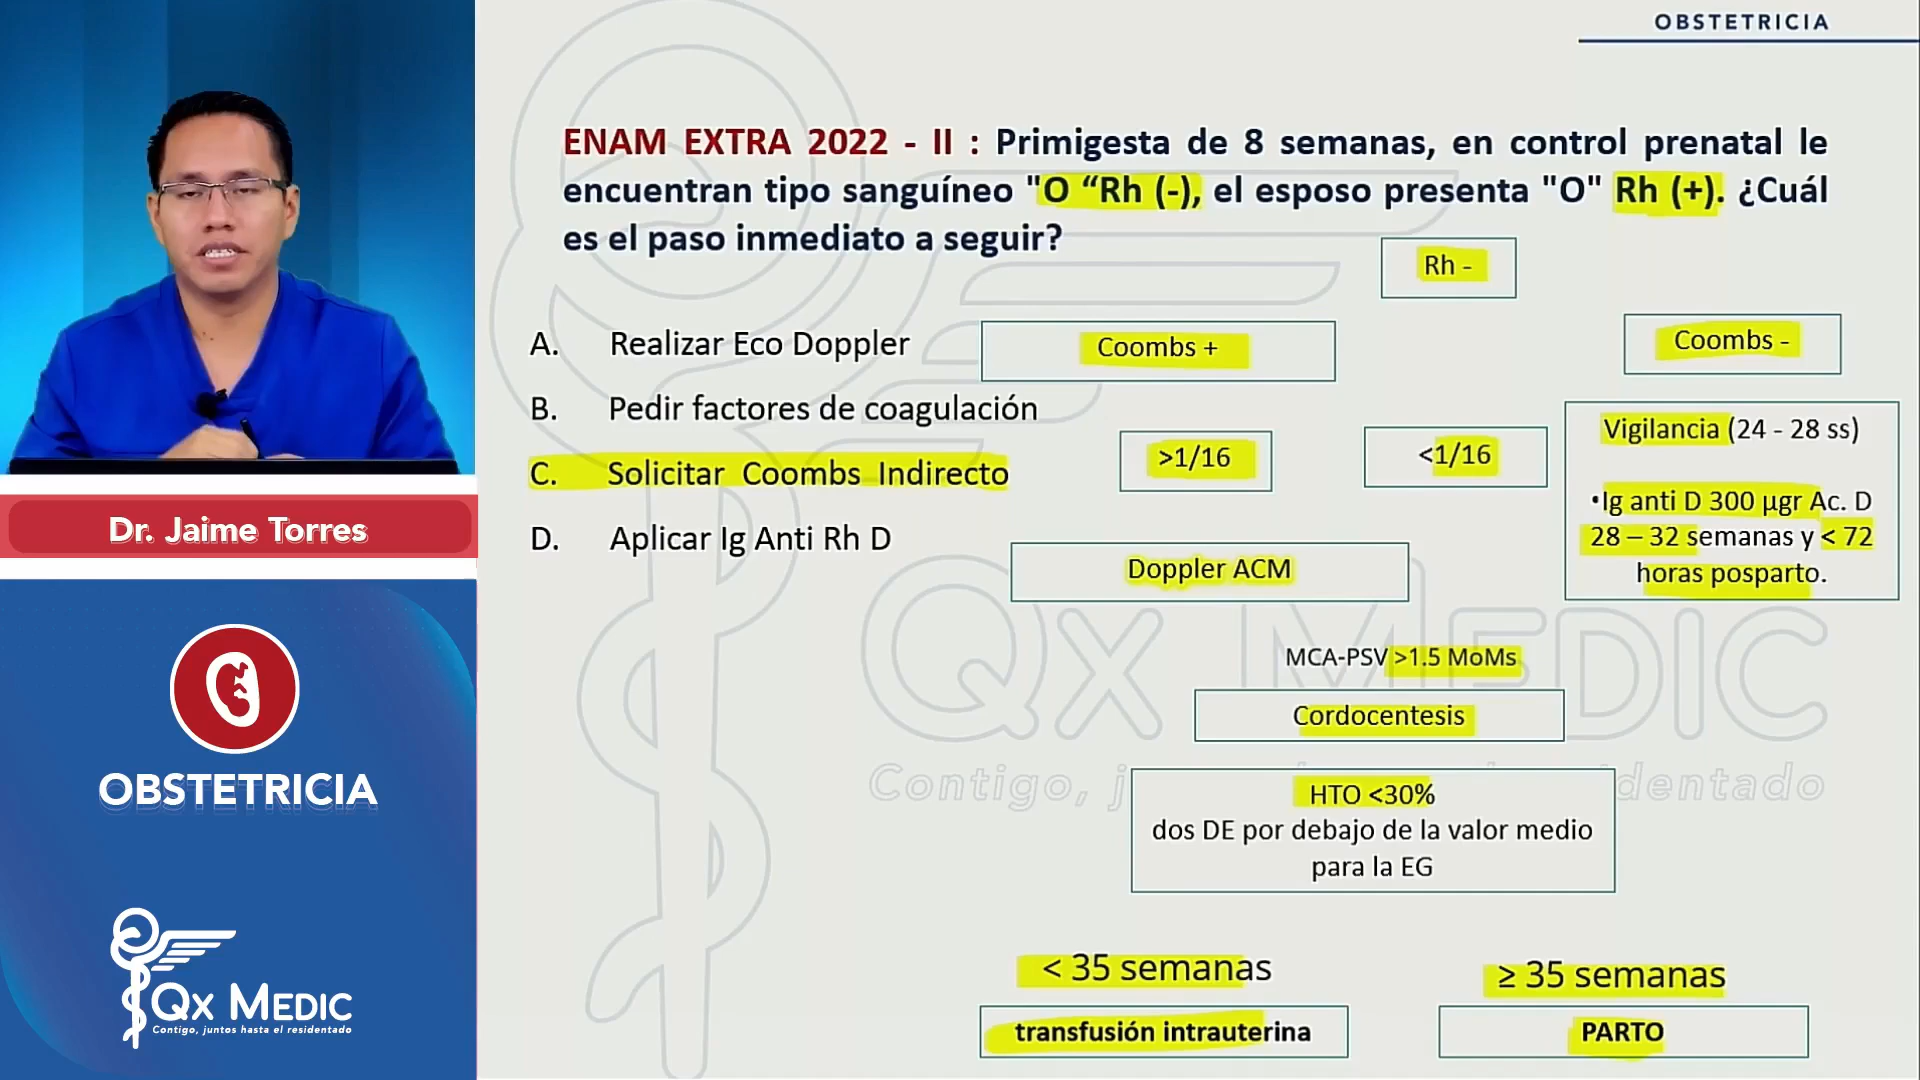 OBSTETRICIA
ENAM EXTRA 2022 - II : Primigesta de 8 semanas, en control prenatal le
encuentran tipo sanguíneo "O “Rh (-), el esposo presenta "O" Rh (+). ¿Cuál
es el paso inmediato a seguir?
A. Realizar Eco Doppler
B. Pedir factores de coagulación
C. Solicitar Coombs Indirecto
D. Aplicar Ig Anti Rh D
Rh -
Coombs +
Coombs -
>1/16
<1/16
Vigilancia (24 - 28 ss)
•Ig anti D 300 µgr Ac. D
28 – 32 semanas y < 72
horas posparto.
Doppler ACM
MCA-PSV >1.5 MoMs
Cordocentesis
HTO <30%
dos DE por debajo de la valor medio
para la EG
< 35 semanas
≥ 35 semanas
transfusión intrauterina
PARTO
Dr. Jaime Torres
OBSTETRICIA
QX MEDIC
Contigo, juntos hasta el residentado
QX MEDIC
Contigo, j
identado